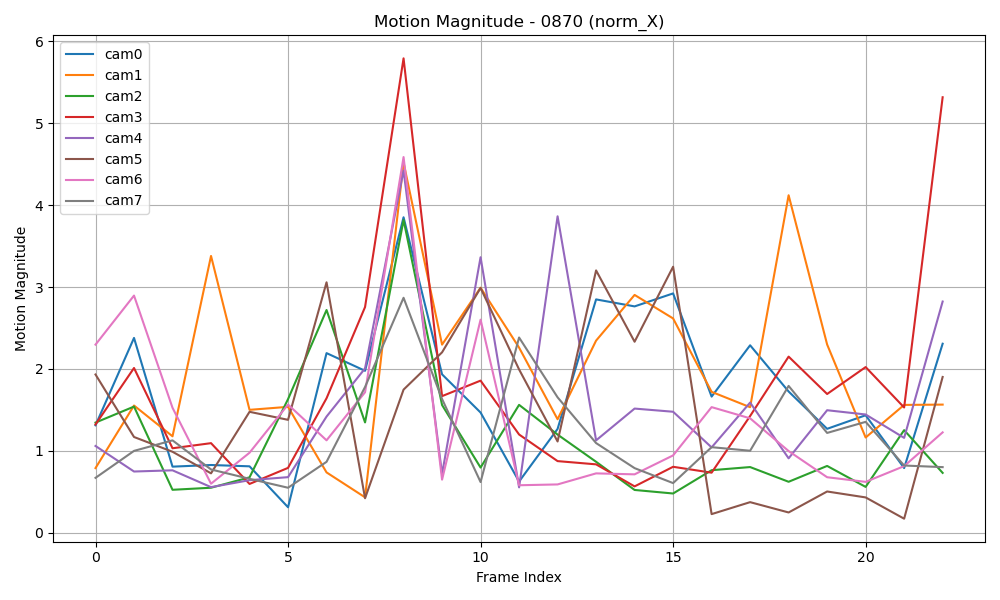 Motion Magnitude - 0870 (norm_X)
6
5
4
3
2
1
0
Motion Magnitude
cam0
cam1
cam2
cam3
cam4
cam5
cam6
cam7
0 5 10 15 20
Frame Index